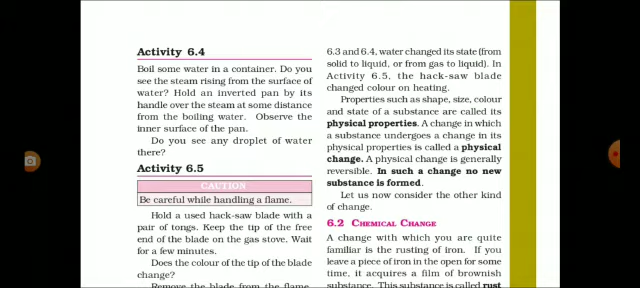 Activity 6.4
Boil some water in a container. Do you
see the steam rising from the surface of
water? Hold an inverted pan by its
handle over the steam at some distance
from the boiling water. Observe the
inner surface of the pan.
Do you see any droplet of water
there?
Activity 6.5
CAUTION
Be careful while handling a flame.
Hold a used hack-saw blade with a
pair of tongs. Keep the tip of the free
end of the blade on the gas stove. Wait
for a few minutes.
Does the colour of the tip of the blade
change?
Remove the blade from the flame
6.3 and 6.4, water changed its state (from
solid to liquid, or from gas to liquid). In
Activity 6.5, the hack-saw blade
changed colour on heating.
Properties such as shape, size, colour
and state of a substance are called its
physical properties. A change in which
a substance undergoes a change in its
physical properties is called a physical
change. A physical change is generally
reversible. In such a change no new
substance is formed.
Let us now consider the other kind
of change.
6.2 CHEMICAL CHANGE
A change with which you are quite
familiar is the rusting of iron. If you
leave a piece of iron in the open for some
time, it acquires a film of brownish
substance. This substance is called rust